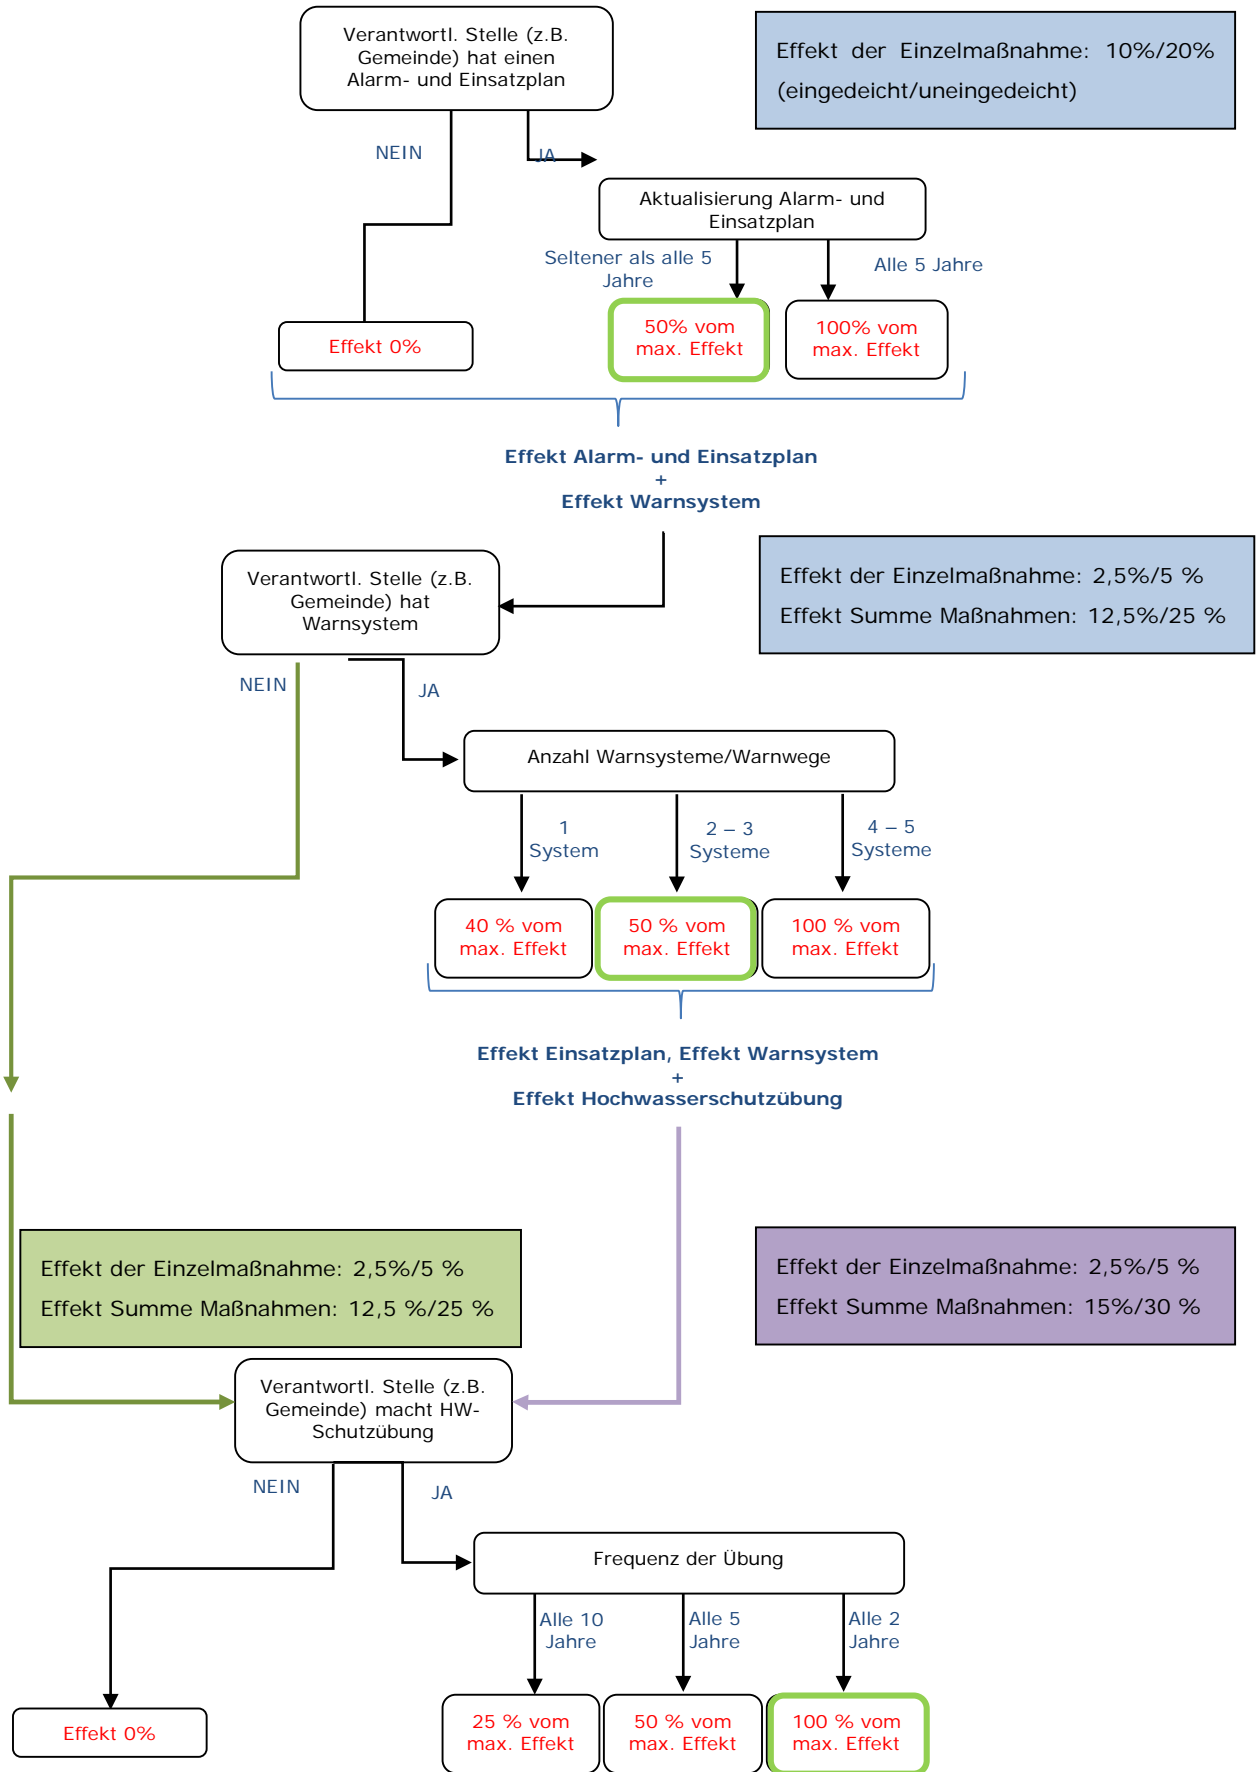 Verantwortl. Stelle (z.B.
Gemeinde) hat einen
Alarm- und Einsatzplan
Effekt der Einzelmaßnahme: 10%/20%
(eingedeicht/uneingedeicht)
NEIN
JA
Aktualisierung Alarm- und
Einsatzplan
Seltener als alle 5
Jahre
Alle 5 Jahre
Effekt 0%
50% vom
max. Effekt
100% vom
max. Effekt
Effekt Alarm- und Einsatzplan
+
Effekt Warnsystem
Verantwortl. Stelle (z.B.
Gemeinde) hat
Warnsystem
Effekt der Einzelmaßnahme: 2,5%/5 %
Effekt Summe Maßnahmen: 12,5%/25 %
NEIN
JA
Anzahl Warnsysteme/Warnwege
1
System
2 – 3
Systeme
4 – 5
Systeme
40 % vom
max. Effekt
50 % vom
max. Effekt
100 % vom
max. Effekt
Effekt Einsatzplan, Effekt Warnsystem
+
Effekt Hochwasserschutzübung
Effekt der Einzelmaßnahme: 2,5%/5 %
Effekt Summe Maßnahmen: 12,5 %/25 %
Effekt der Einzelmaßnahme: 2,5%/5 %
Effekt Summe Maßnahmen: 15%/30 %
Verantwortl. Stelle (z.B.
Gemeinde) macht HW-
Schutzübung
NEIN
JA
Frequenz der Übung
Alle 10
Jahre
Alle 5
Jahre
Alle 2
Jahre
Effekt 0%
25 % vom
max. Effekt
50 % vom
max. Effekt
100 % vom
max. Effekt